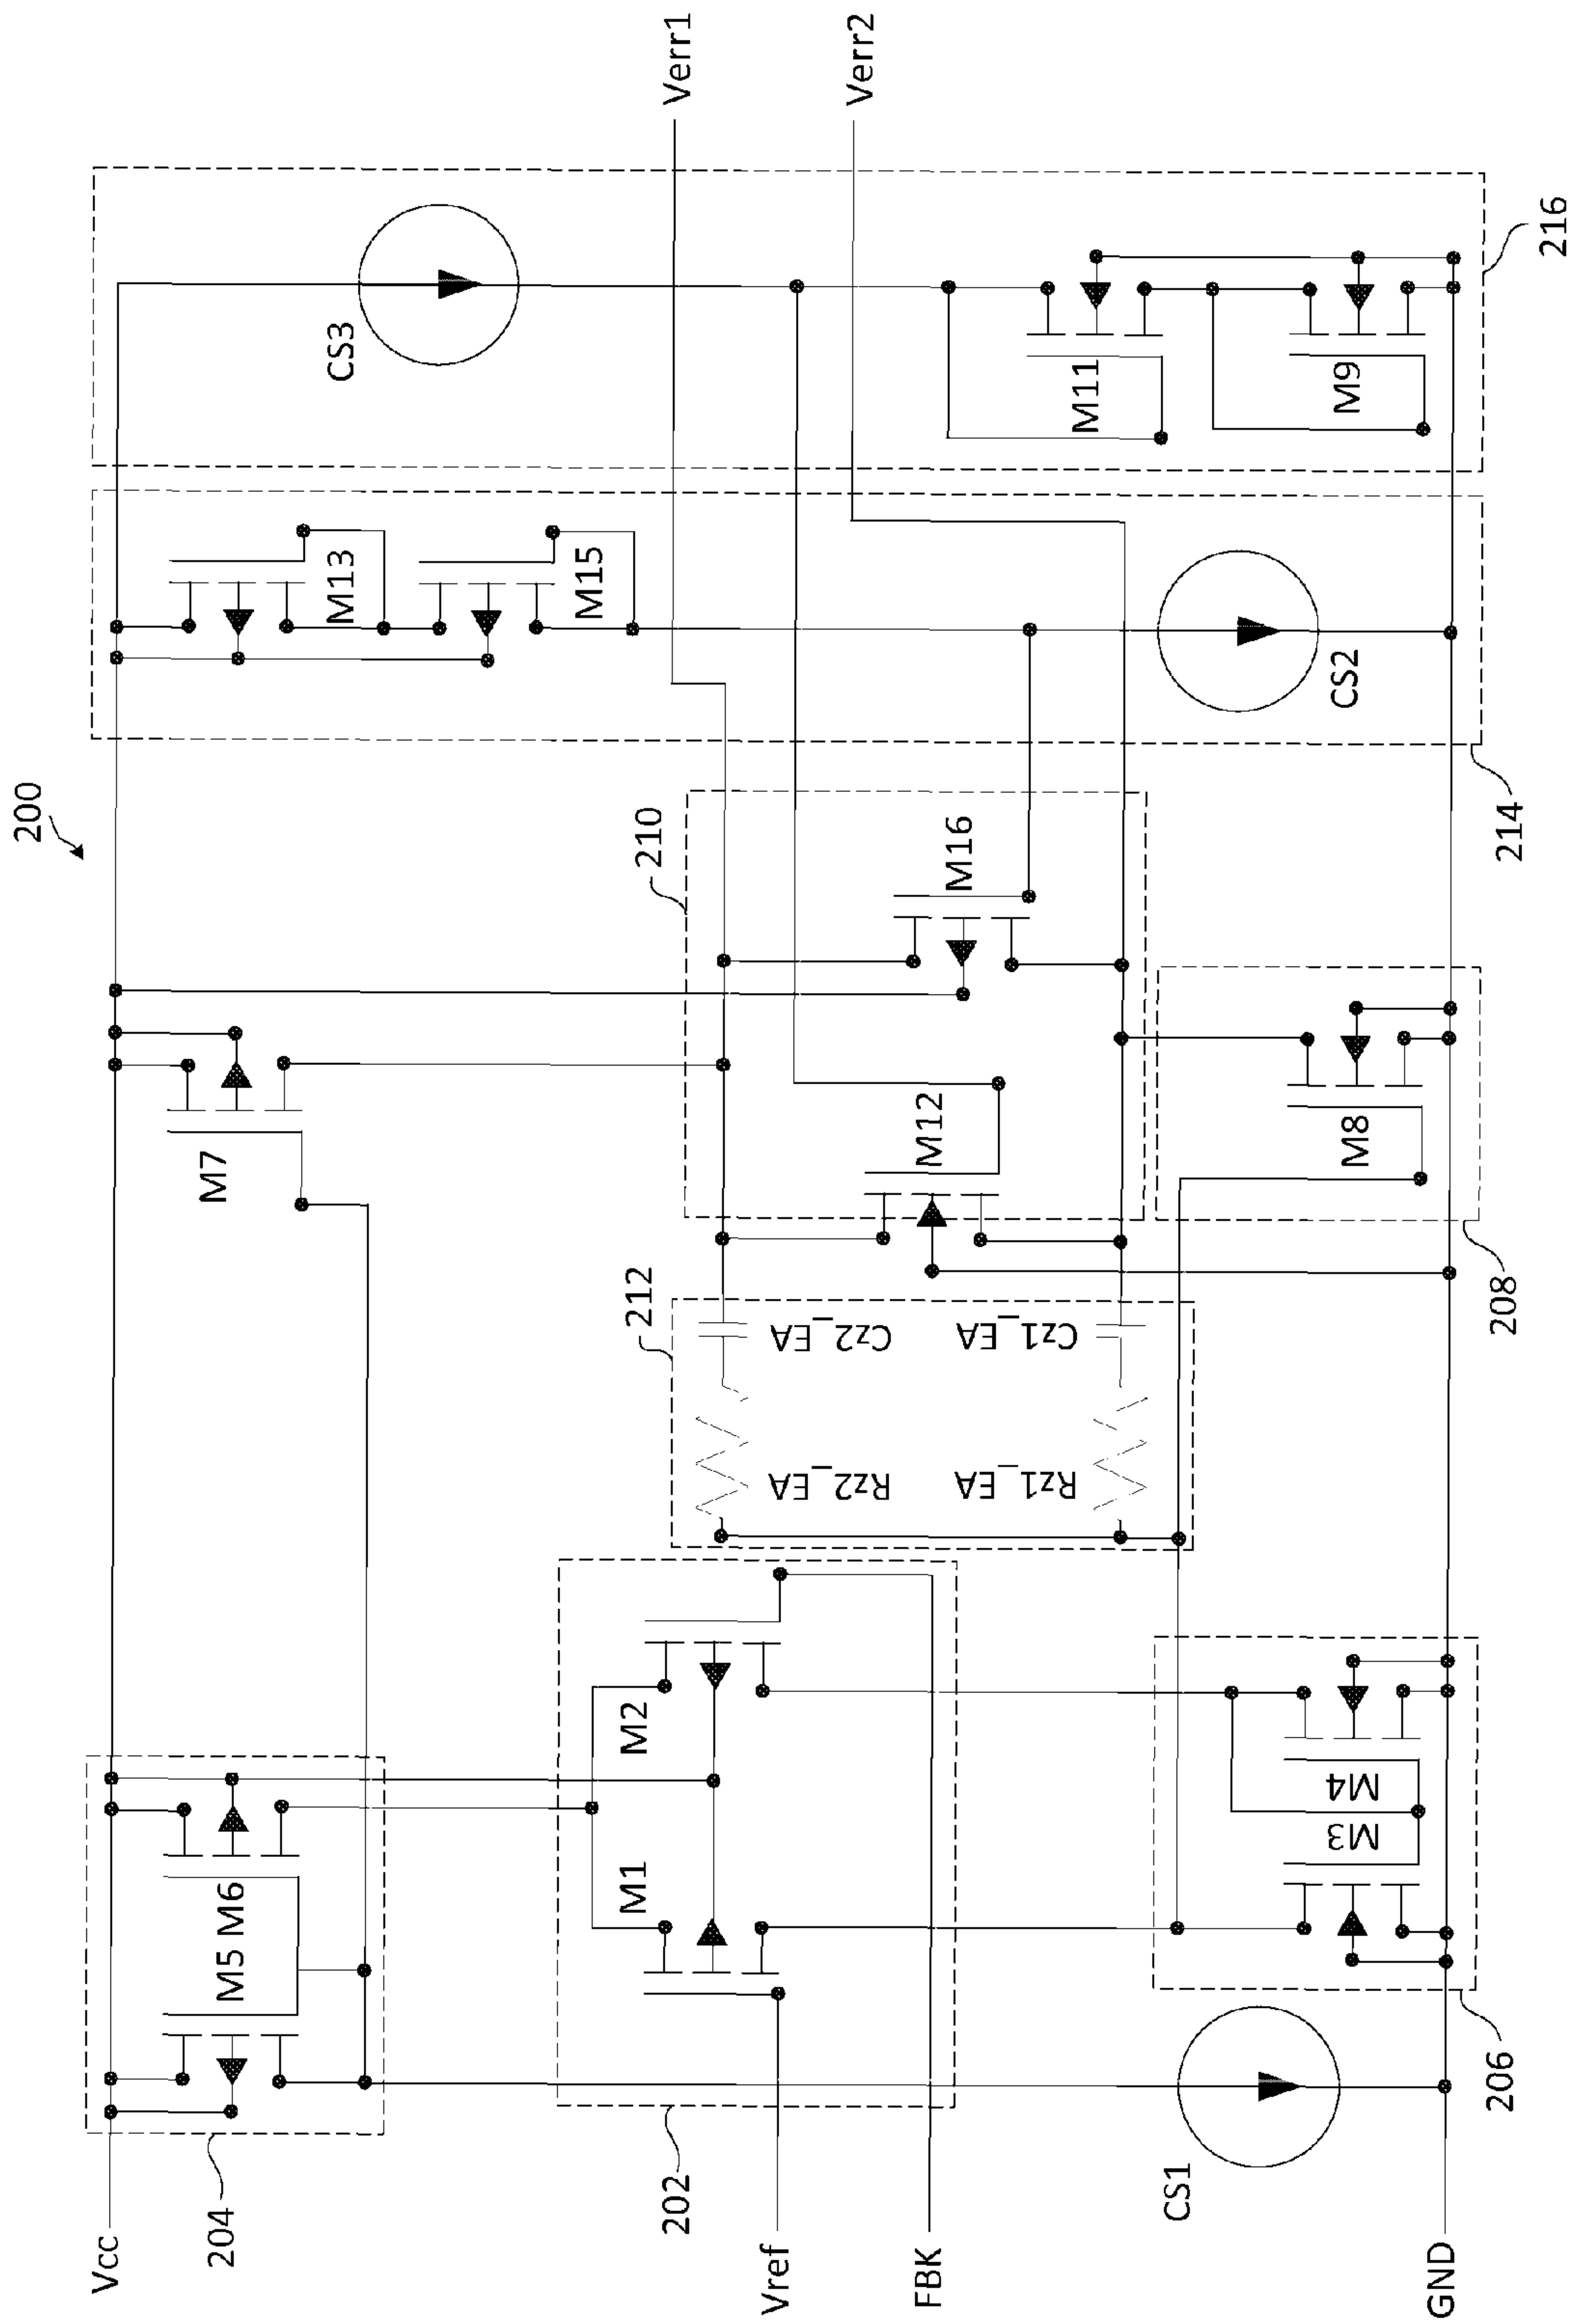 200
Vcc
204
M5 M6
M7
M13
M15
CS3
Verr1
Verr2
202
M1
M2
Vref
FBK
212
Rz2_EA
Cz2_EA
Rz1_EA
Cz1_EA
210
M12
M16
M11
M9
CS1
206
M3
M4
M8
208
CS2
214
216
GND